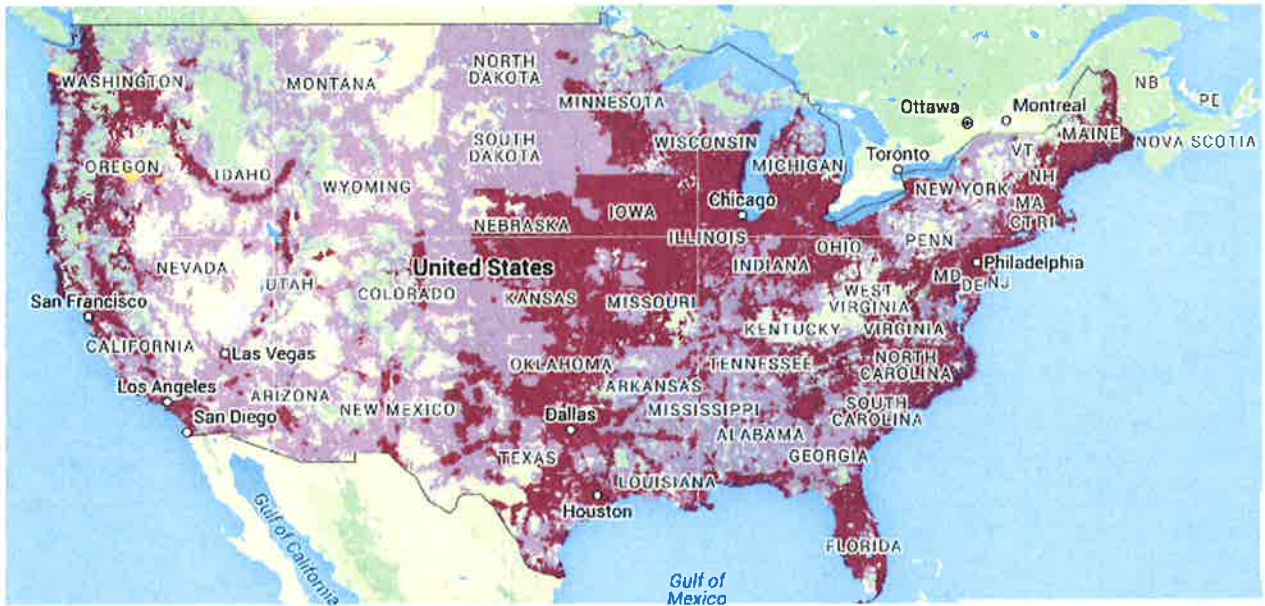 WASHINGTON
MONTANA
NORTH
DAKOTA
MINNESOTA
Ottawa
Montreal
NB
PE
NOVA SCOTIA
MAINE
OREGON
IDAHO
WYOMING
SOUTH
DAKOTA
WISCONSIN
MICHIGAN
Toronto
VT
NH
NEW YORK
MA
CT RI
Chicago
NEBRASKA
IOWA
ILLINOIS
INDIANA
OHIO
PENN
Philadelphia
MD
DE NJ
NEVADA
UTAH
COLORADO
United States
KANSAS
MISSOURI
WEST
VIRGINIA
KENTUCKY
VIRGINIA
San Francisco
CALIFORNIA
Las Vegas
Los Angeles
San Diego
ARIZONA
NEW MEXICO
OKLAHOMA
ARKANSAS
TENNESSEE
NORTH
CAROLINA
Dallas
MISSISSIPPI
ALABAMA
SOUTH
CAROLINA
GEORGIA
TEXAS
LOUISIANA
Houston
FLORIDA
Gulf of California
Gulf of
Mexico